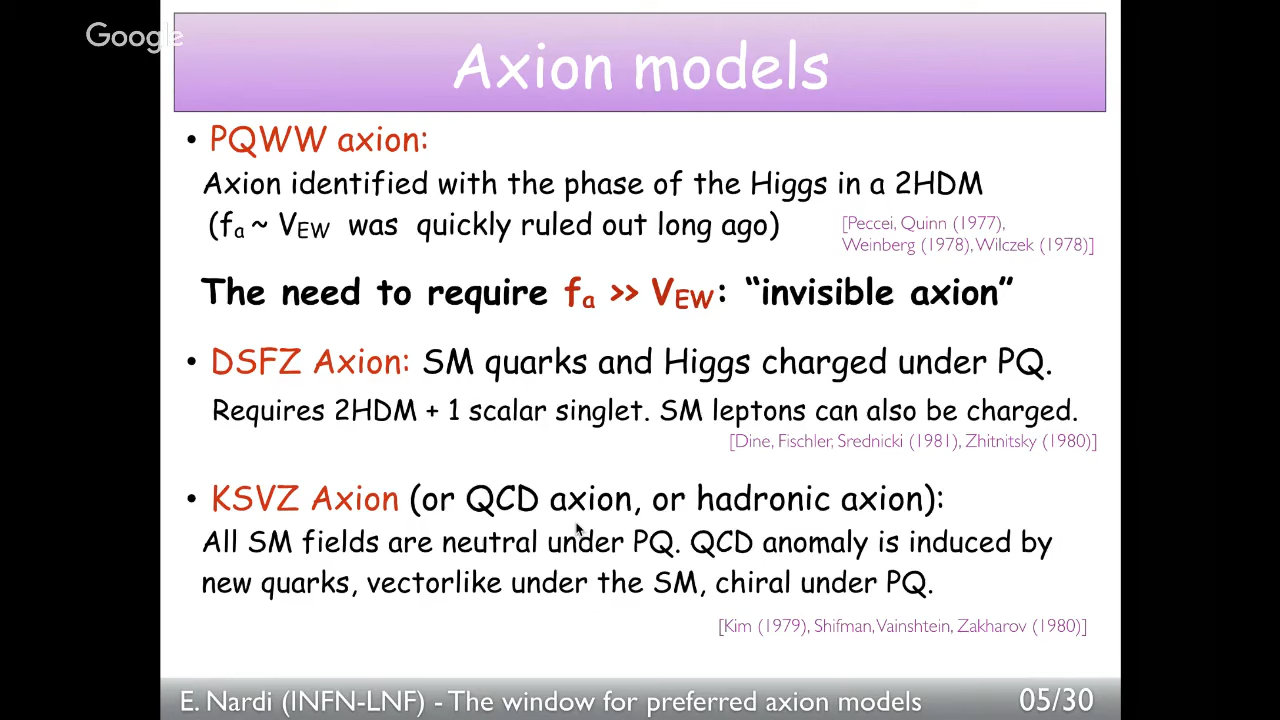 Google
Axion models
• PQWW axion:
Axion identified with the phase of the Higgs in a 2HDM
(fa ~ VEW was quickly ruled out long ago)
[Peccei, Quinn (1977),
Weinberg (1978), Wilczek (1978)]
The need to require fa >> VEW: “invisible axion”
• DSFZ Axion: SM quarks and Higgs charged under PQ.
Requires 2HDM + 1 scalar singlet. SM leptons can also be charged.
[Dine, Fischler, Srednicki (1981), Zhitnitsky (1980)]
• KSVZ Axion (or QCD axion, or hadronic axion):
All SM fields are neutral under PQ. QCD anomaly is induced by
new quarks, vectorlike under the SM, chiral under PQ.
[Kim (1979), Shifman, Vainshtein, Zakharov (1980)]
E. Nardi (INFN-LNF) - The window for preferred axion models 05/30